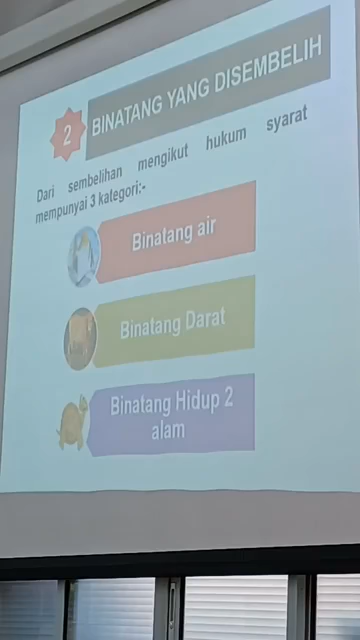 2
BINATANG YANG DISEMBELIH
Dari sembelihan mengikut hukum syarat
mempunyai 3 kategori:-
Binatang air
Binatang Darat
Binatang Hidup 2
alam